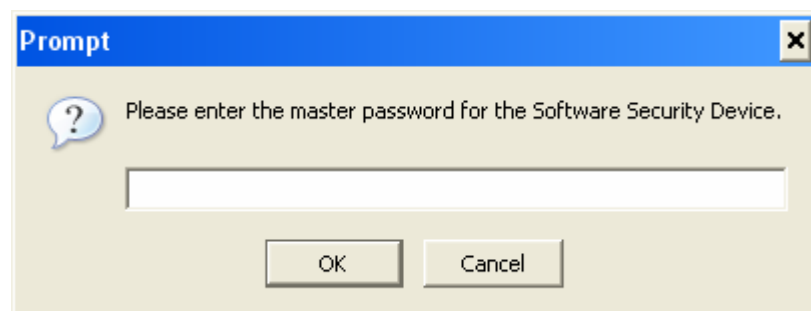 Prompt
Please enter the master password for the Software Security Device.
OK
Cancel